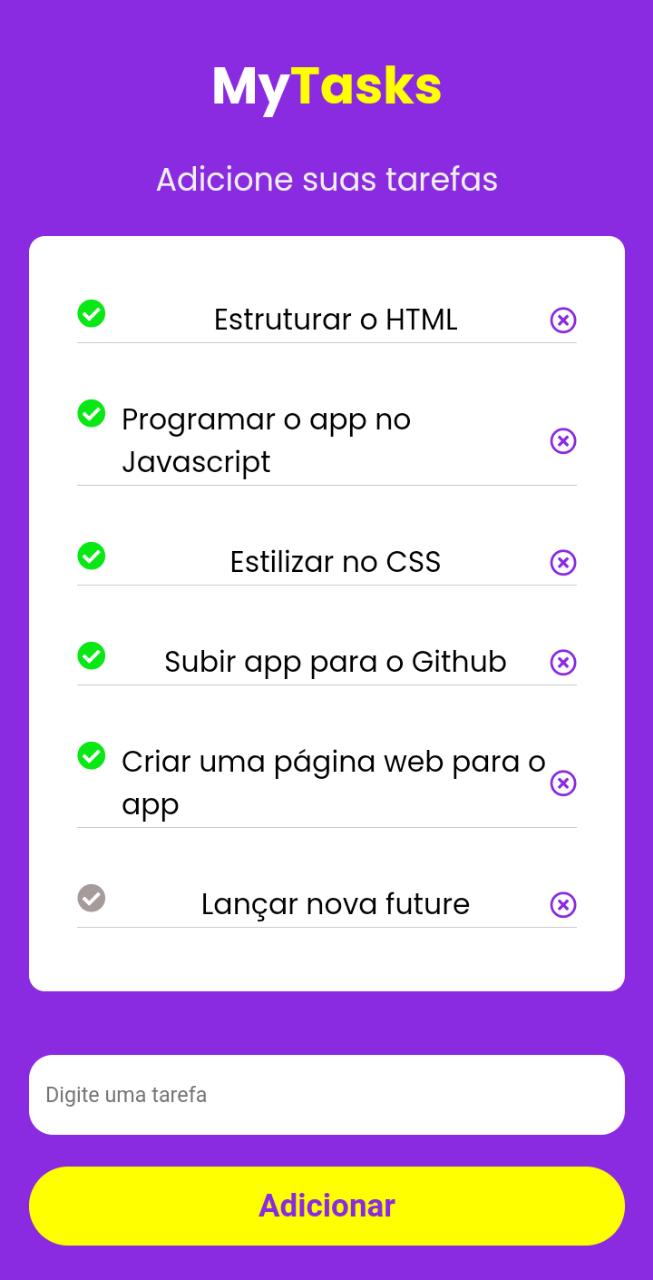 MyTasks
Adicione suas tarefas
Estruturar o HTML
Programar o app no
Javascript
Estilizar no CSS
Subir app para o Github
Criar uma página web para o
app
Lançar nova future
Digite uma tarefa
Adicionar